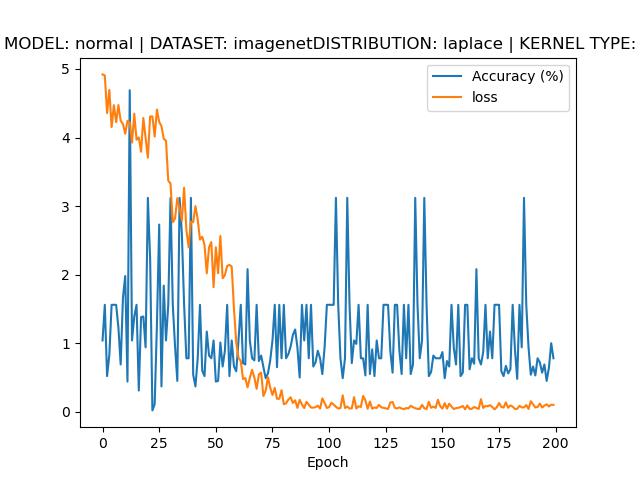 MODEL: normal | DATASET: imagenetDISTRIBUTION: laplace | KERNEL TYPE:
Accuracy (%)
loss
5
4
3
2
1
0
0 25 50 75 100 125 150 175 200
Epoch